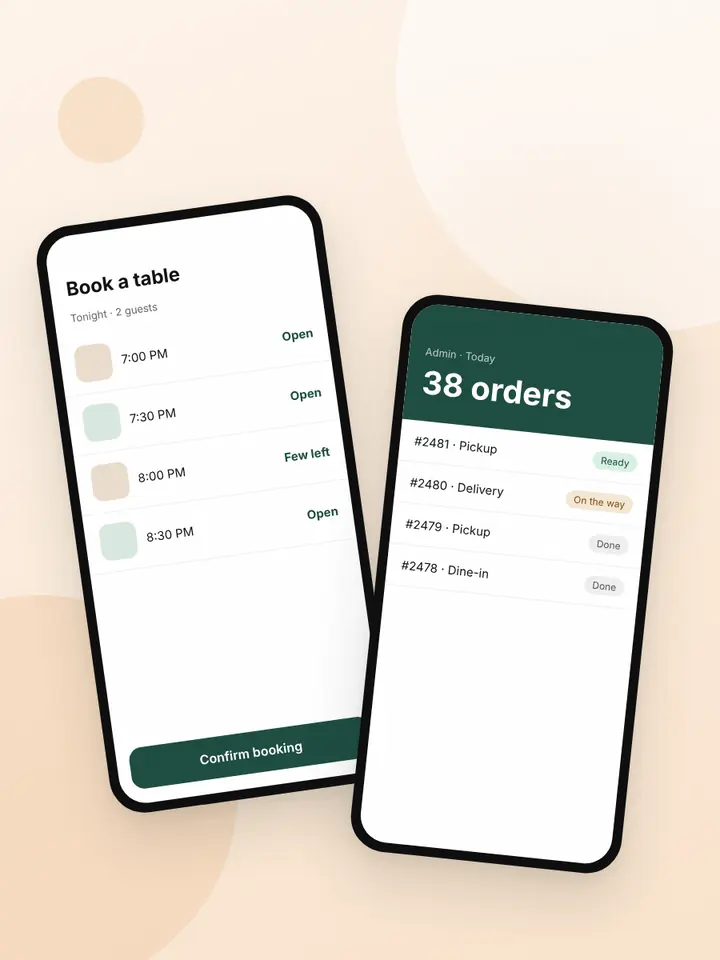 Book a table
Tonight · 2 guests
7:00 PM Open
7:30 PM Open
8:00 PM Few left
8:30 PM Open
Confirm booking
Admin · Today
38 orders
#2481 · Pickup Ready
#2480 · Delivery On the way
#2479 · Pickup Done
#2478 · Dine-in Done